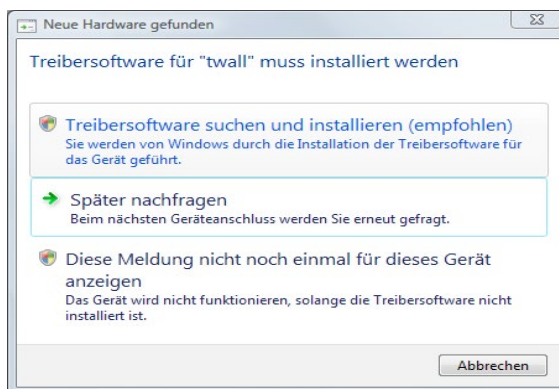 Neue Hardware gefunden
Treibersoftware für "twall" muss installiert werden
Treibersoftware suchen und installieren (empfohlen)
Sie werden von Windows durch die Installation der Treibersoftware für
das Gerät geführt.
Später nachfragen
Beim nächsten Geräteanschluss werden Sie erneut gefragt.
Diese Meldung nicht noch einmal für dieses Gerät
anzeigen
Das Gerät wird nicht funktionieren, solange die Treibersoftware nicht
installiert ist.
Abbrechen